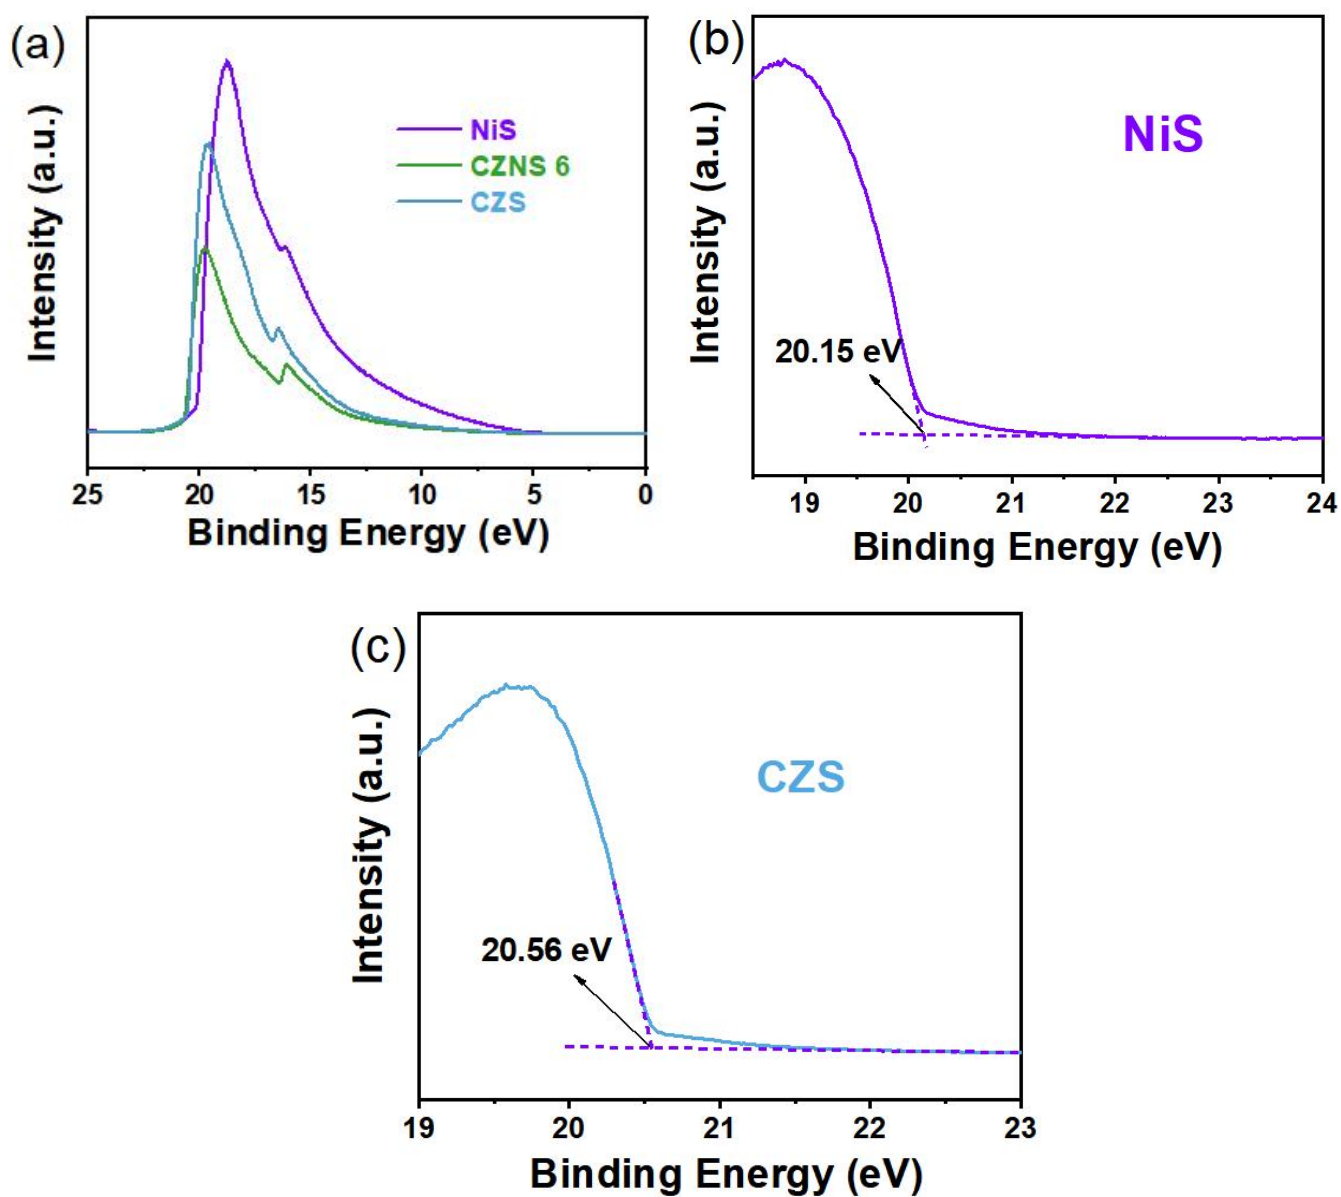 (a)
Intensity (a.u.)
NiS
CZNS 6
CZS
25 20 15 10 5 0
Binding Energy (eV)
(b)
Intensity (a.u.)
NiS
20.15 eV
19 20 21 22 23 24
Binding Energy (eV)
(c)
Intensity (a.u.)
CZS
20.56 eV
19 20 21 22 23
Binding Energy (eV)